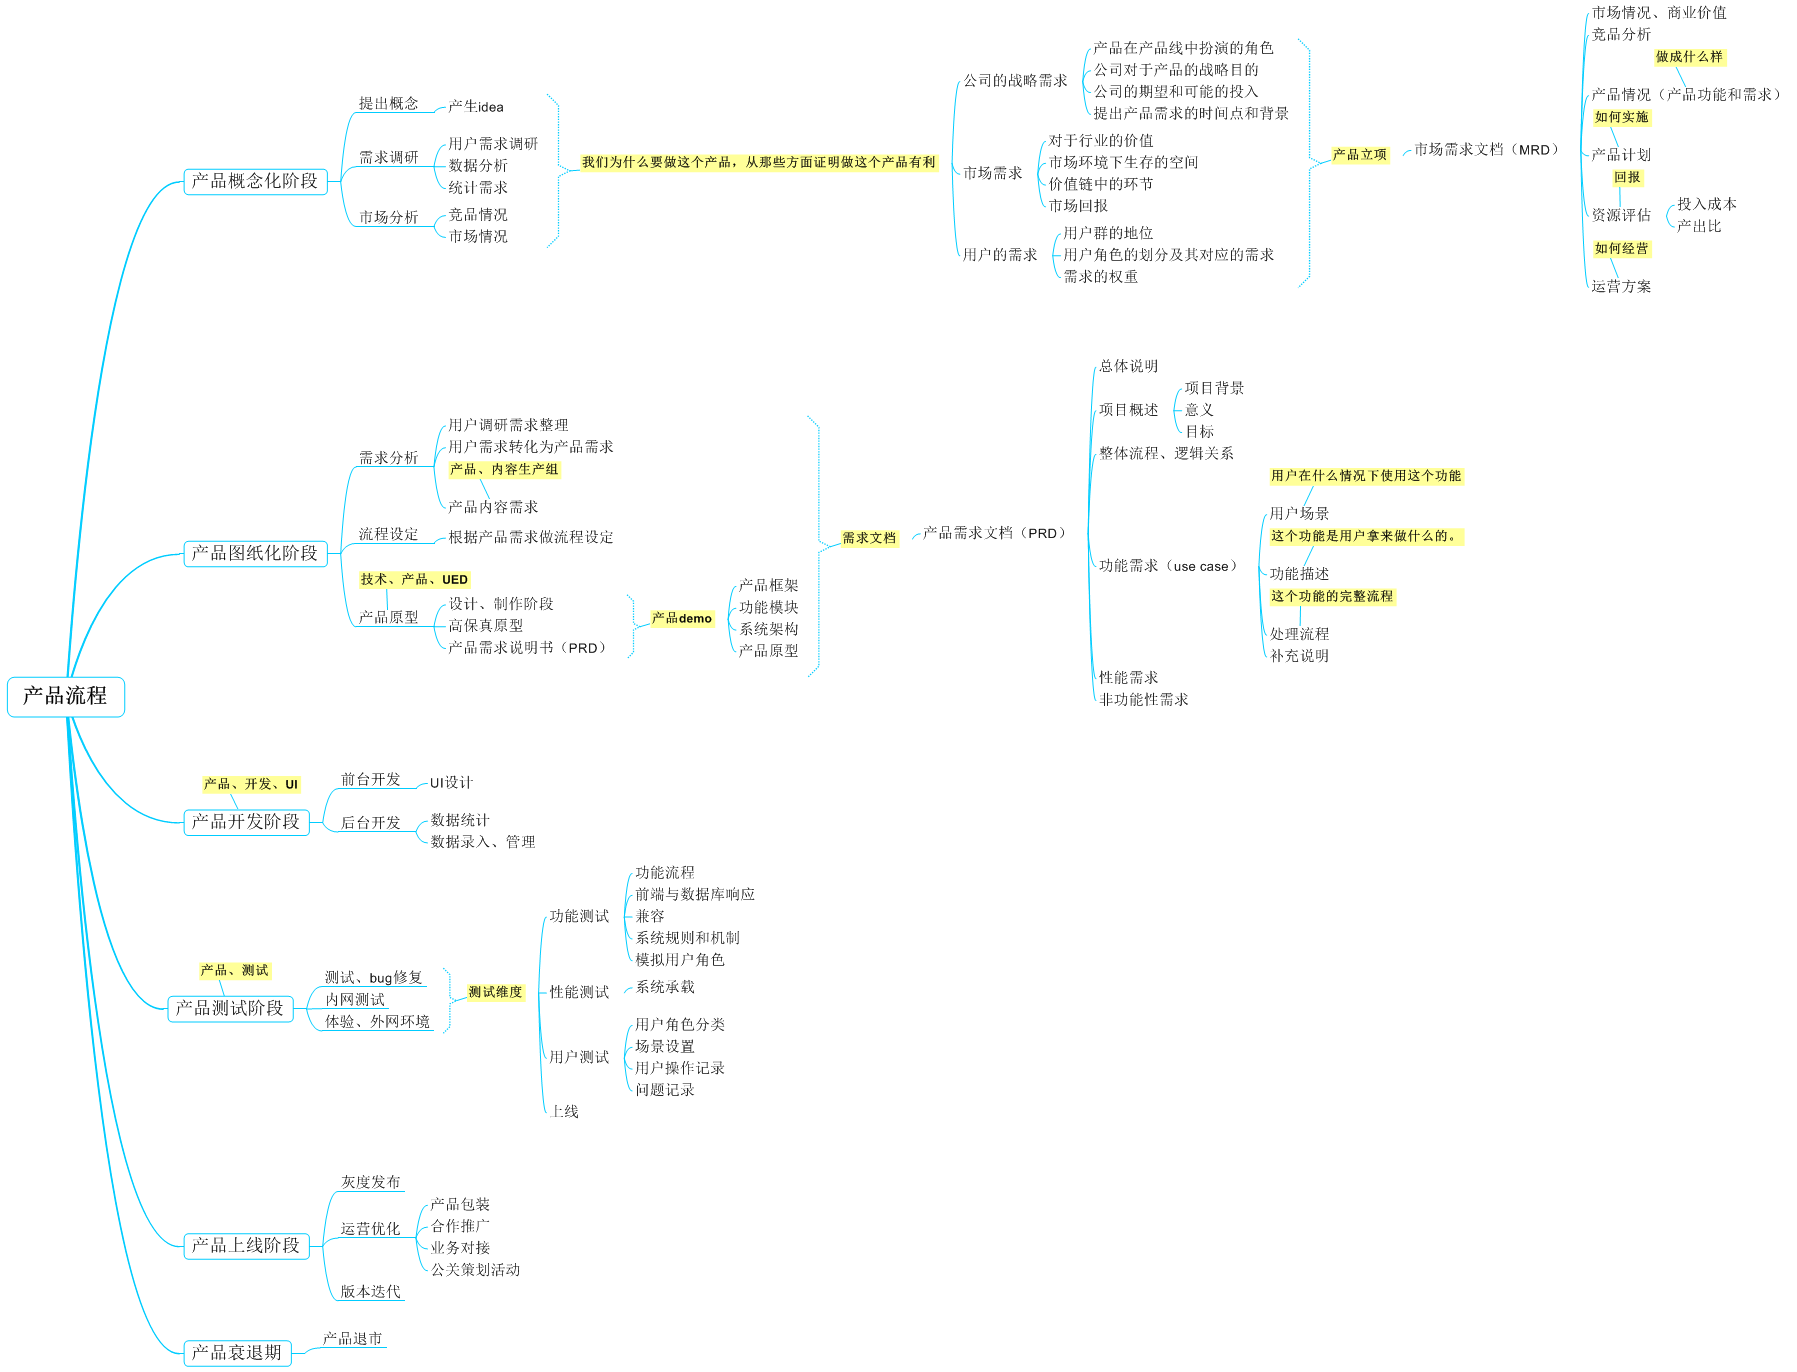 产品流程
产品概念化阶段
提出概念
产生idea
需求调研
用户需求调研
数据分析
统计需求
市场分析
竞品情况
市场情况
我们为什么要做这个产品，从那些方面证明做这个产品有利
公司的战略需求
产品在产品线中扮演的角色
公司对于产品的战略目的
公司的期望和可能的投入
提出产品需求的时间点和背景
市场需求
对于行业的价值
市场环境下生存的空间
价值链中的环节
市场回报
用户的需求
用户群的地位
用户角色的划分及其对应的需求
需求的权重
产品立项
市场需求文档（MRD）
市场情况、商业价值
竞品分析
做成什么样
产品情况（产品功能和需求）
如何实施
产品计划
回报
资源评估
投入成本
产出比
如何经营
运营方案
产品图纸化阶段
需求分析
用户调研需求整理
用户需求转化为产品需求
产品、内容生产组
产品内容需求
流程设定
根据产品需求做流程设定
技术、产品、UED
产品原型
设计、制作阶段
高保真原型
产品需求说明书（PRD）
产品demo
产品框架
功能模块
系统架构
产品原型
需求文档
产品需求文档（PRD）
总体说明
项目概述
项目背景
意义
目标
整体流程、逻辑关系
功能需求（use case）
用户在什么情况下使用这个功能
用户场景
这个功能是用户拿来做什么的。
功能描述
这个功能的完整流程
处理流程
补充说明
性能需求
非功能性需求
产品、开发、UI
产品开发阶段
前台开发
UI设计
后台开发
数据统计
数据录入、管理
产品、测试
产品测试阶段
测试、bug修复
内网测试
体验、外网环境
测试维度
功能测试
功能流程
前端与数据库响应
兼容
系统规则和机制
模拟用户角色
性能测试
系统承载
用户测试
用户角色分类
场景设置
用户操作记录
问题记录
上线
产品上线阶段
灰度发布
运营优化
产品包装
合作推广
业务对接
公关策划活动
版本迭代
产品衰退期
产品退市